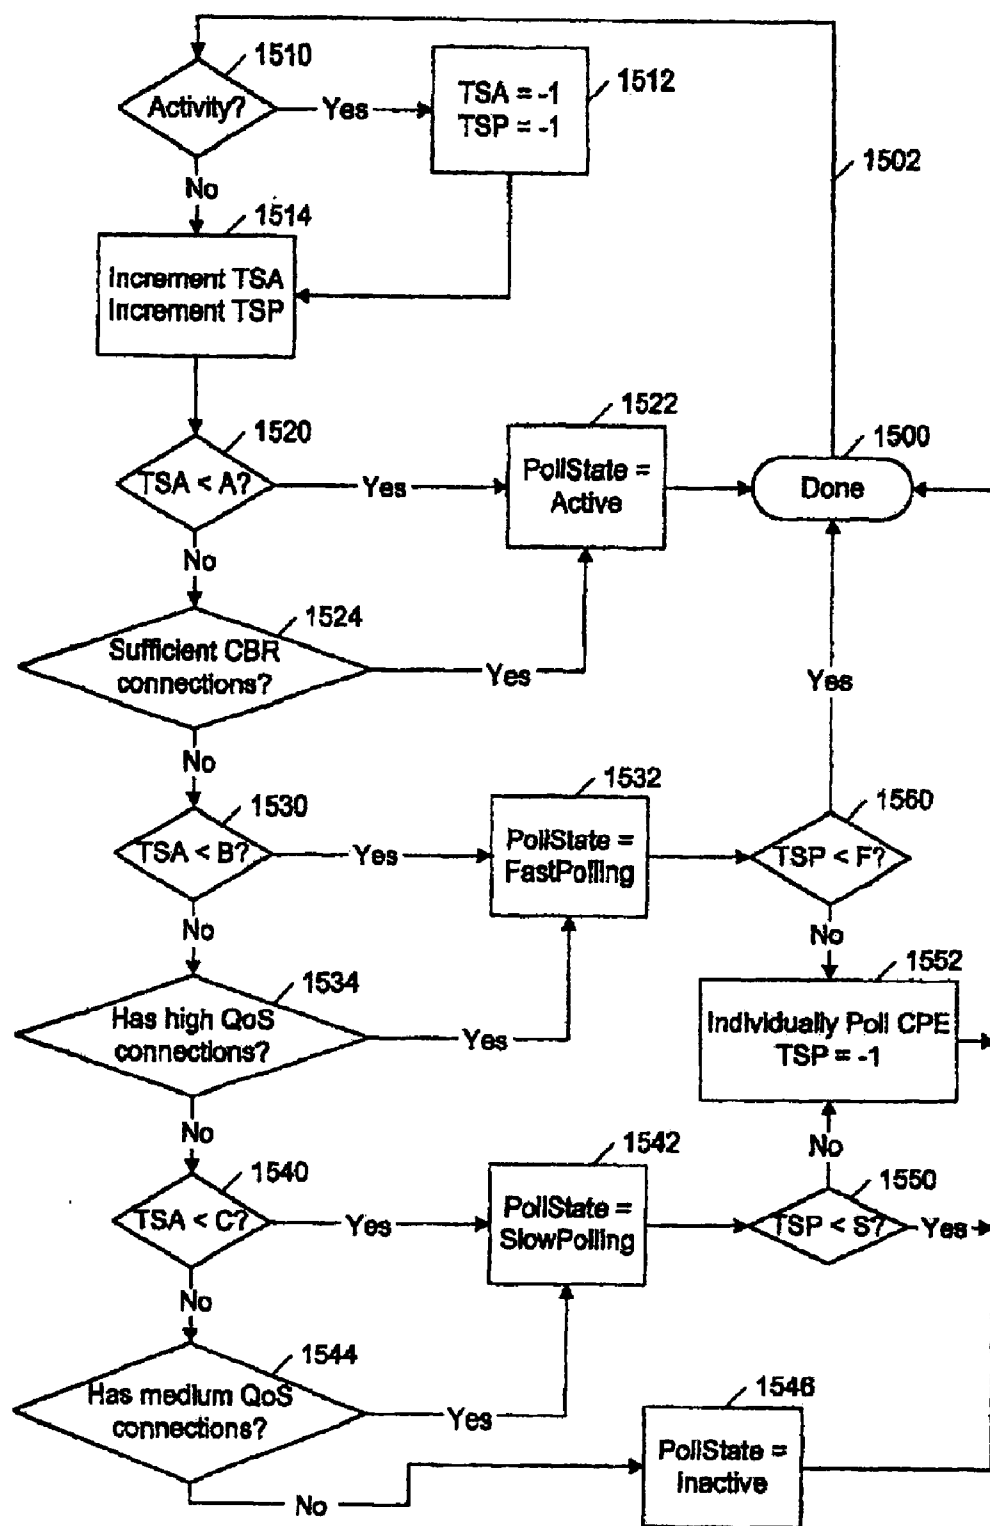 1510
Activity?
Yes
TSA = -1
TSP = -1
1512
1502
No
1514
Increment TSA
Increment TSP
1520
TSA < A?
Yes
1522
PollState =
Active
1500
Done
No
1524
Sufficient CBR
connections?
Yes
Yes
No
1530
TSA < B?
Yes
1532
PollState =
FastPolling
1560
TSP < F?
No
No
1534
Has high QoS
connections?
Yes
1552
Individually Poll CPE
TSP = -1
No
No
1540
TSA < C?
Yes
1542
PollState =
SlowPolling
1550
TSP < S?
Yes
No
1544
Has medium QoS
connections?
Yes
1546
PollState =
Inactive
No